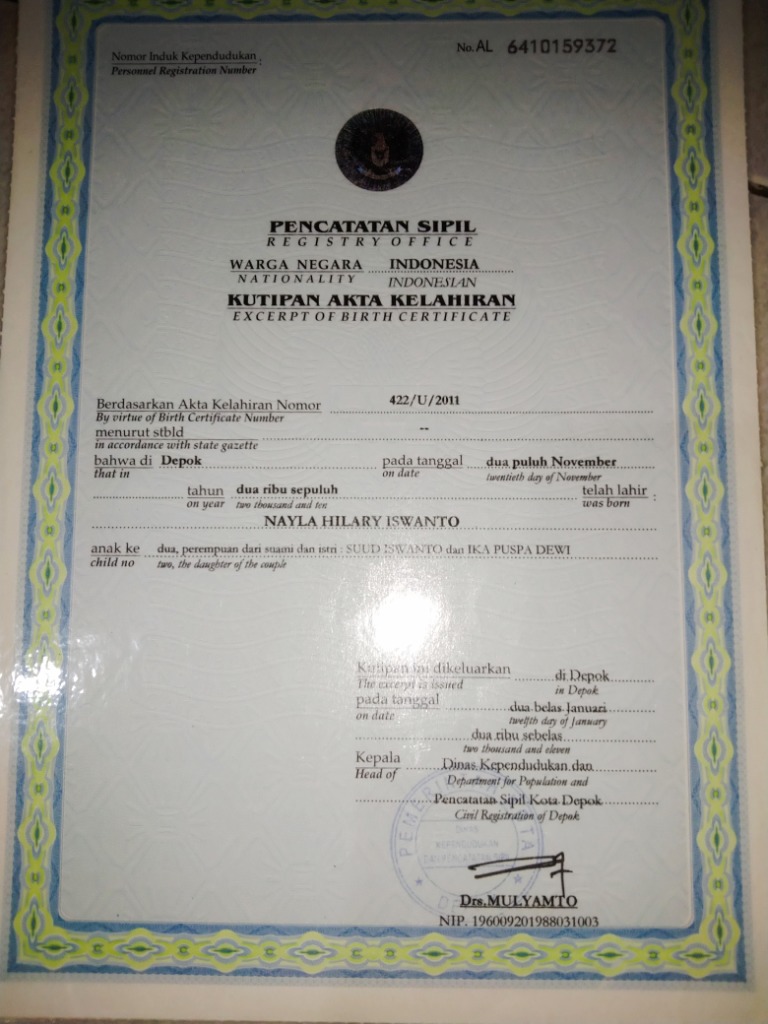 No. AL 6410159372
Nomor Induk Kependudukan :
Personnel Registration Number
PENCATATAN SIPIL
REGISTRY OFFICE
WARGA NEGARA INDONESIA
NATIONALITY INDONESIAN
KUTIPAN AKTA KELAHIRAN
EXCERPT OF BIRTH CERTIFICATE
Berdasarkan Akta Kelahiran Nomor 422/U/2011
By virtue of Birth Certificate Number
menurut stbld --
in accordance with state gazette
bahwa di Depok pada tanggal dua puluh November
that in on date twentieth day of November
tahun dua ribu sepuluh telah lahir :
on year two thousand and ten was born
NAYLA HILARY ISWANTO
anak ke dua, perempuan dari suami dan istri : SUUD ISWANTO dan IKA PUSPA DEWI
child no two, the daughter of the couple
Kutipan ini dikeluarkan di Depok
The excerpt is issued in Depok
pada tanggal dua belas Januari
on date twelfth day of January
dua ribu sebelas
two thousand and eleven
Kepala Dinas Kependudukan dan
Head of Department for Population and
Pencatatan Sipil Kota Depok
Civil Registration of Depok
Drs.MULYAMTO
NIP. 196009201988031003